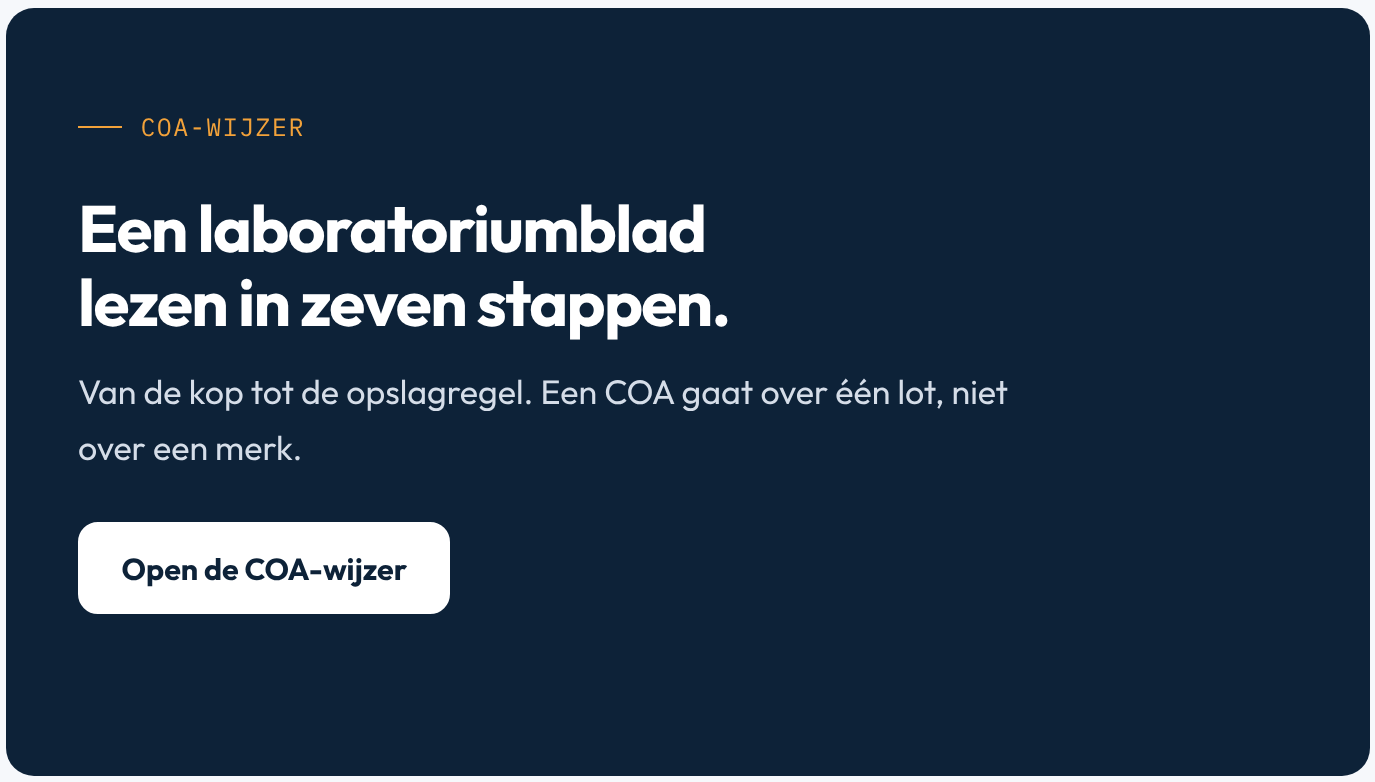 COA-WIJZER
Een laboratoriumblad
lezen in zeven stappen.
Van de kop tot de opslagregel. Een COA gaat over één lot, niet
over een merk.
Open de COA-wijzer